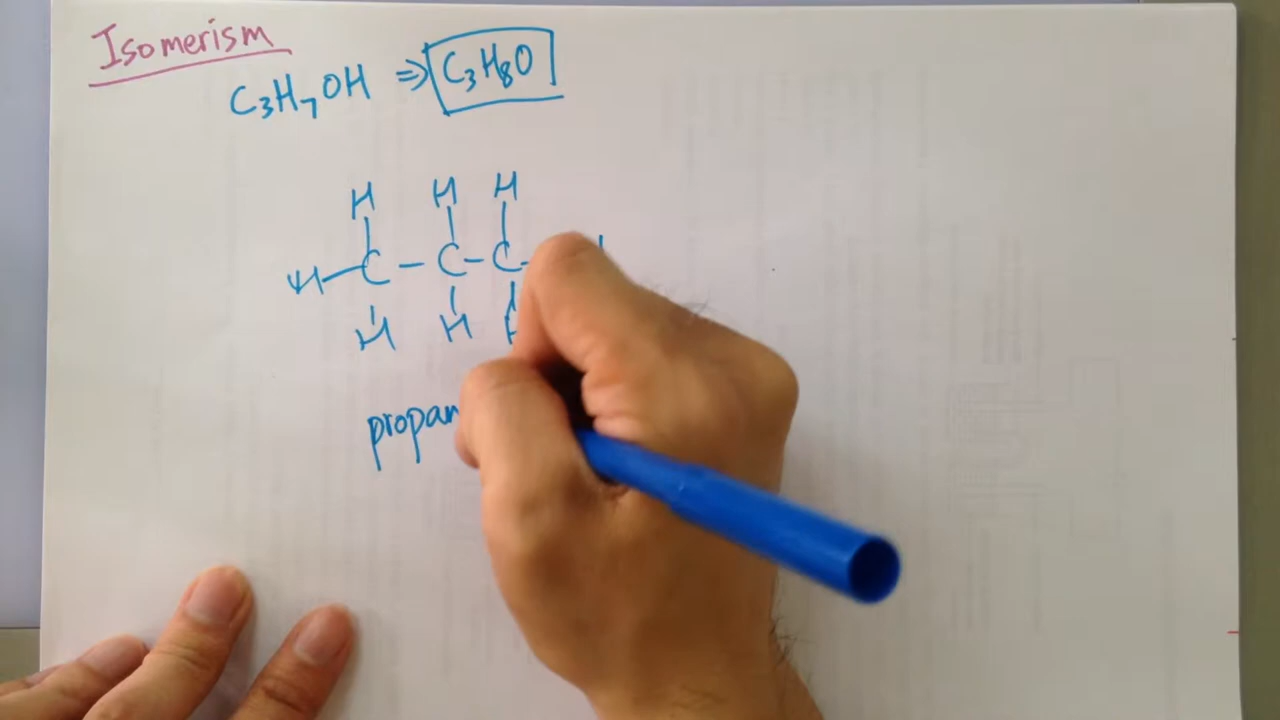 Isomerism
C₃H₇OH ⇒ C₃H₈O
H H H
H–C–C–C–
H H
propan